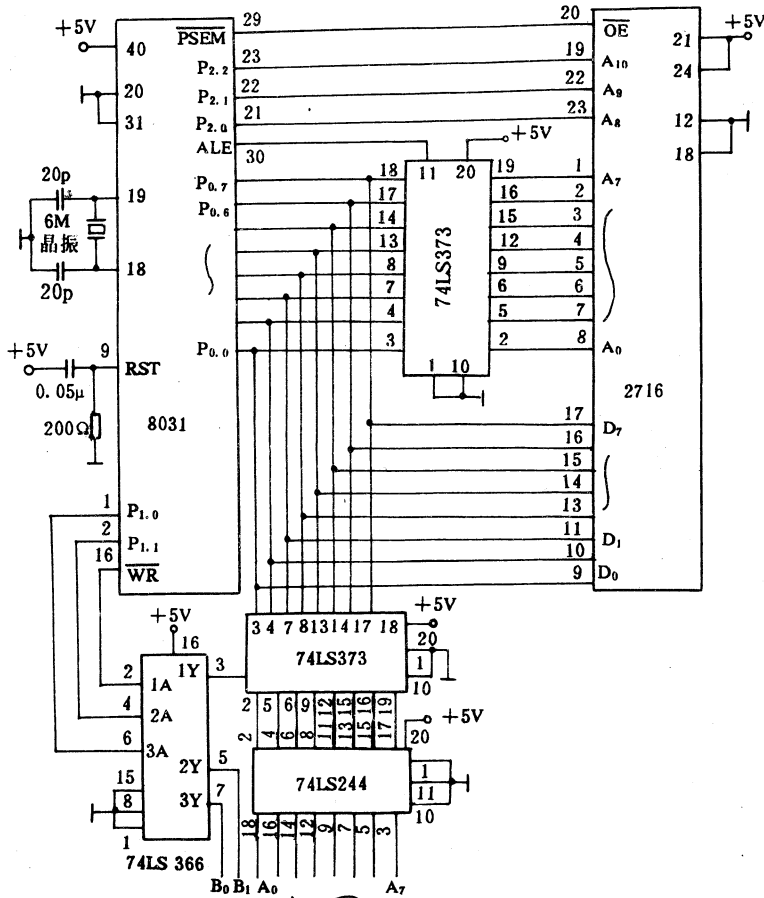 +5V
40
20
31
20p
6M
晶振
20p
19
18
+5V
9
RST
0.05μ
200Ω
8031
PSEM
29
P2.2
23
P2.1
22
P2.0
21
ALE
30
P0.7
P0.6
P0.0
1
P1.0
2
P1.1
16
WR
18
17
14
13
8
7
4
3
11
20
+5V
74LS373
1
10
19
16
15
12
9
6
5
2
20
OE
19
A10
22
A9
23
A8
1
A7
2
3
4
5
6
7
8
A0
2716
17
D7
16
15
14
13
11
D1
10
9
D0
21
24
+5V
12
18
+5V
16
2
1A
4
2A
6
3A
15
8
1
1Y
3
2Y
5
3Y
7
74LS 366
3 4 7 8 13 14 17 18
+5V
20
1
10
74LS373
2 5 6 9 12 15 16 19
2 4 6 8 11 13 15 17
+5V
20
74LS244
1
11
10
18 16 14 12 9 7 5 3
B0 B1 A0 A7